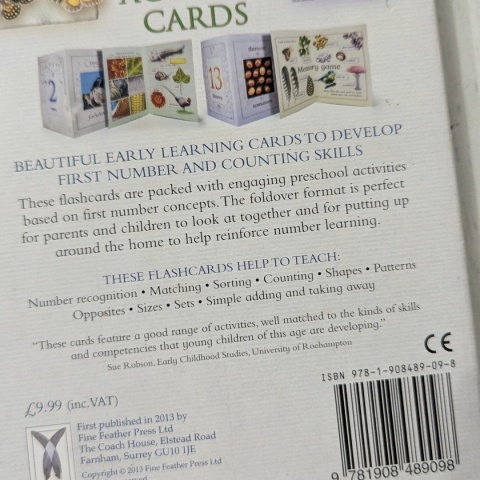 CARDS
2
13
Memory game
BEAUTIFUL EARLY LEARNING CARDS TO DEVELOP
FIRST NUMBER AND COUNTING SKILLS
These flashcards are packed with engaging preschool activities
based on first number concepts. The foldover format is perfect
for parents and children to look at together and for putting up
around the home to help reinforce number learning.
THESE FLASHCARDS HELP TO TEACH:
Number recognition • Matching • Sorting • Counting • Shapes • Patterns
Opposites • Sizes • Sets • Simple adding and taking away
"These cards feature a good range of activities, well matched to the kinds of skills
and competencies that young children of this age are developing."
Sue Robson, Early Childhood Studies, University of Roehampton
CE
ISBN 978-1-908489-09-8
£9.99 (inc.VAT)
First published in 2013 by
Fine Feather Press Ltd
The Coach House, Elstead Road
Farnham, Surrey GU10 1JE
Copyright © 2013 Fine Feather Press Ltd
9 781908 489098